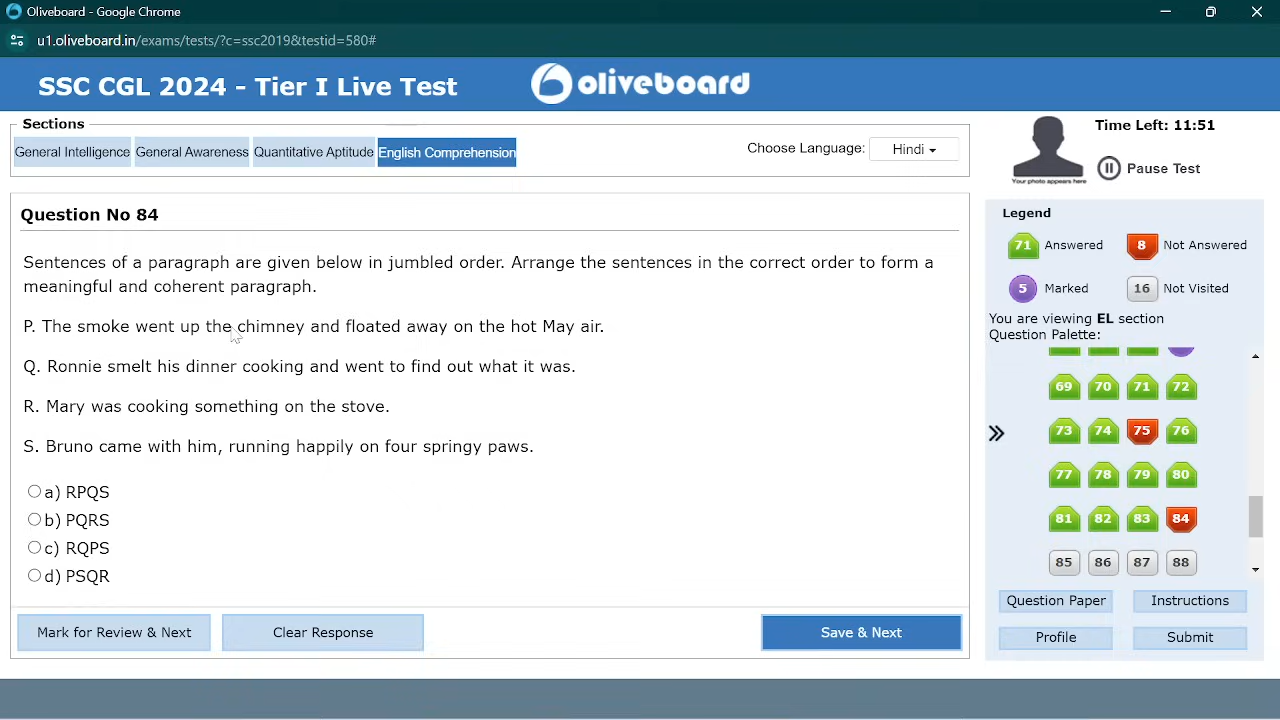 Oliveboard - Google Chrome
u1.oliveboard.in/exams/tests/?c=ssc2019&testid=580#
SSC CGL 2024 - Tier I Live Test
oliveboard
Sections
General Intelligence General Awareness Quantitative Aptitude English Comprehension
Choose Language: Hindi
Your photo appears here
Time Left: 11:51
Pause Test
Question No 84
Sentences of a paragraph are given below in jumbled order. Arrange the sentences in the correct order to form a
meaningful and coherent paragraph.
P. The smoke went up the chimney and floated away on the hot May air.
Q. Ronnie smelt his dinner cooking and went to find out what it was.
R. Mary was cooking something on the stove.
S. Bruno came with him, running happily on four springy paws.
a) RPQS
b) PQRS
c) RQPS
d) PSQR
Mark for Review & Next
Clear Response
Save & Next
Legend
71 Answered 8 Not Answered
5 Marked 16 Not Visited
You are viewing EL section
Question Palette:
69 70 71 72
73 74 75 76
77 78 79 80
81 82 83 84
85 86 87 88
Question Paper Instructions
Profile Submit